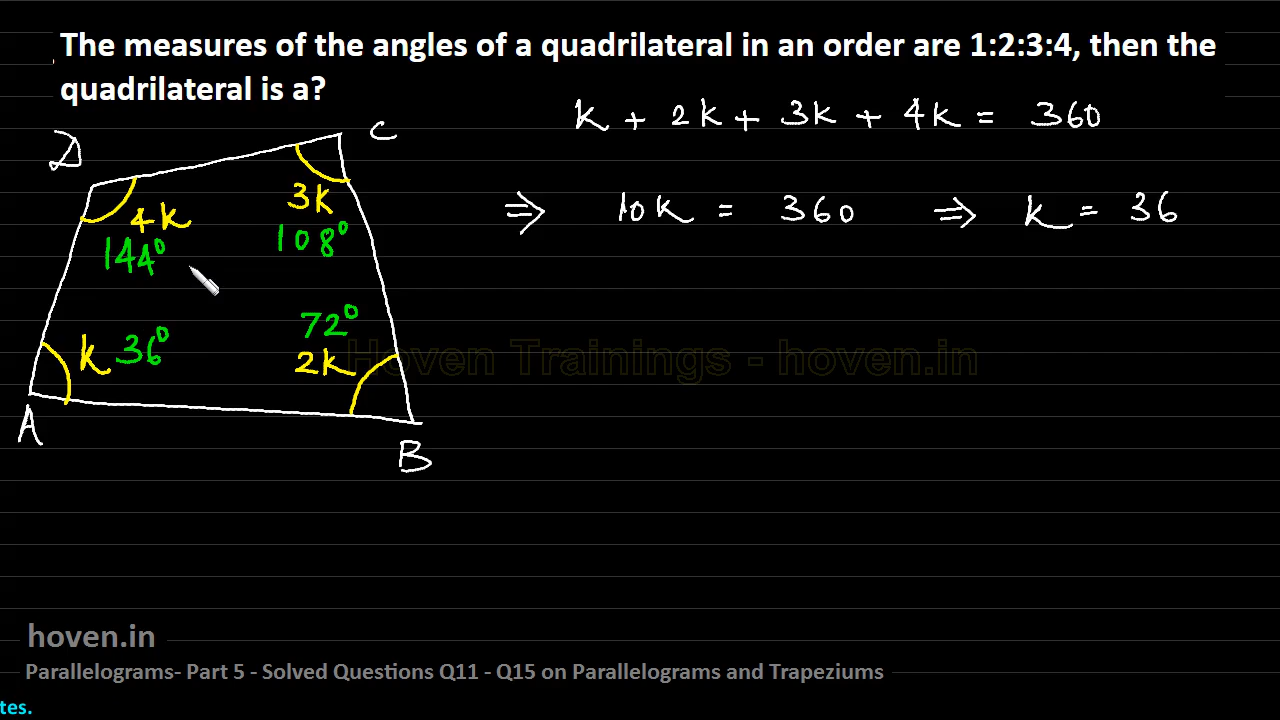 The measures of the angles of a quadrilateral in an order are 1:2:3:4, then the
quadrilateral is a?
k + 2k + 3k + 4k = 360
D
C
4k
3k
⇒ 10k = 360 ⇒ k = 36
144°
108°
k 36°
72°
2k
Hoven Trainings - hoven.in
A
B
hoven.in
Parallelograms- Part 5 - Solved Questions Q11 - Q15 on Parallelograms and Trapeziums
tes.